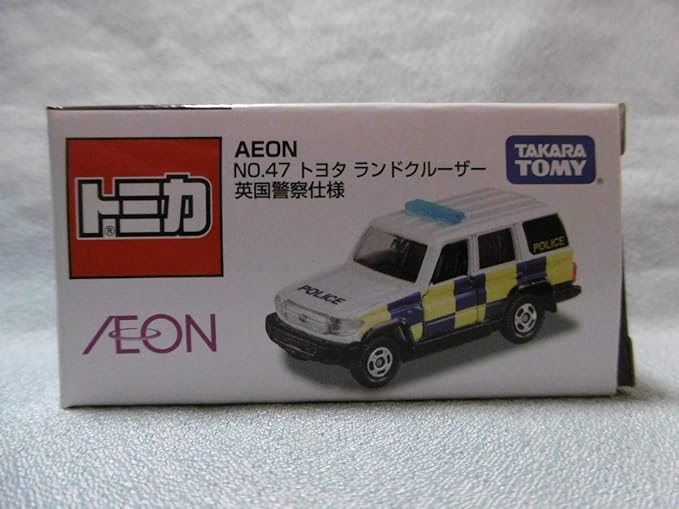 AEON
NO.47 トヨタ ランドクルーザー
英国警察仕様
トミカ
®
AEON
TAKARA
TOMY®
POLICE
POLICE